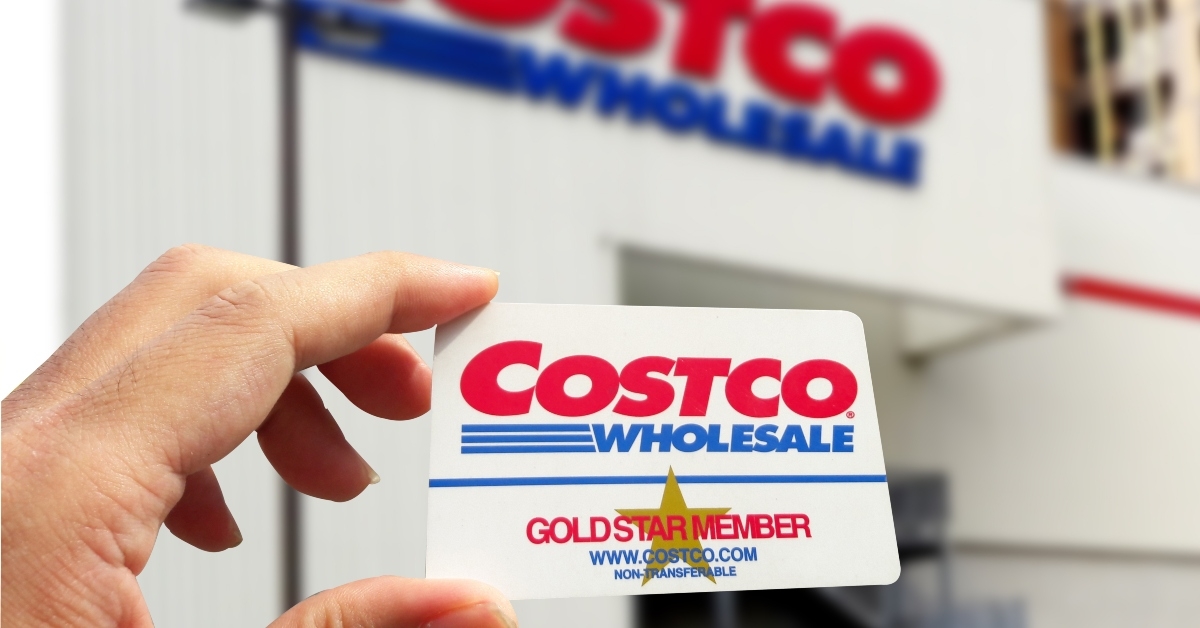 COSTCO
WHOLESALE
COSTCO®
WHOLESALE
GOLD STAR MEMBER
WWW.COSTCO.COM
NON-TRANSFERABLE